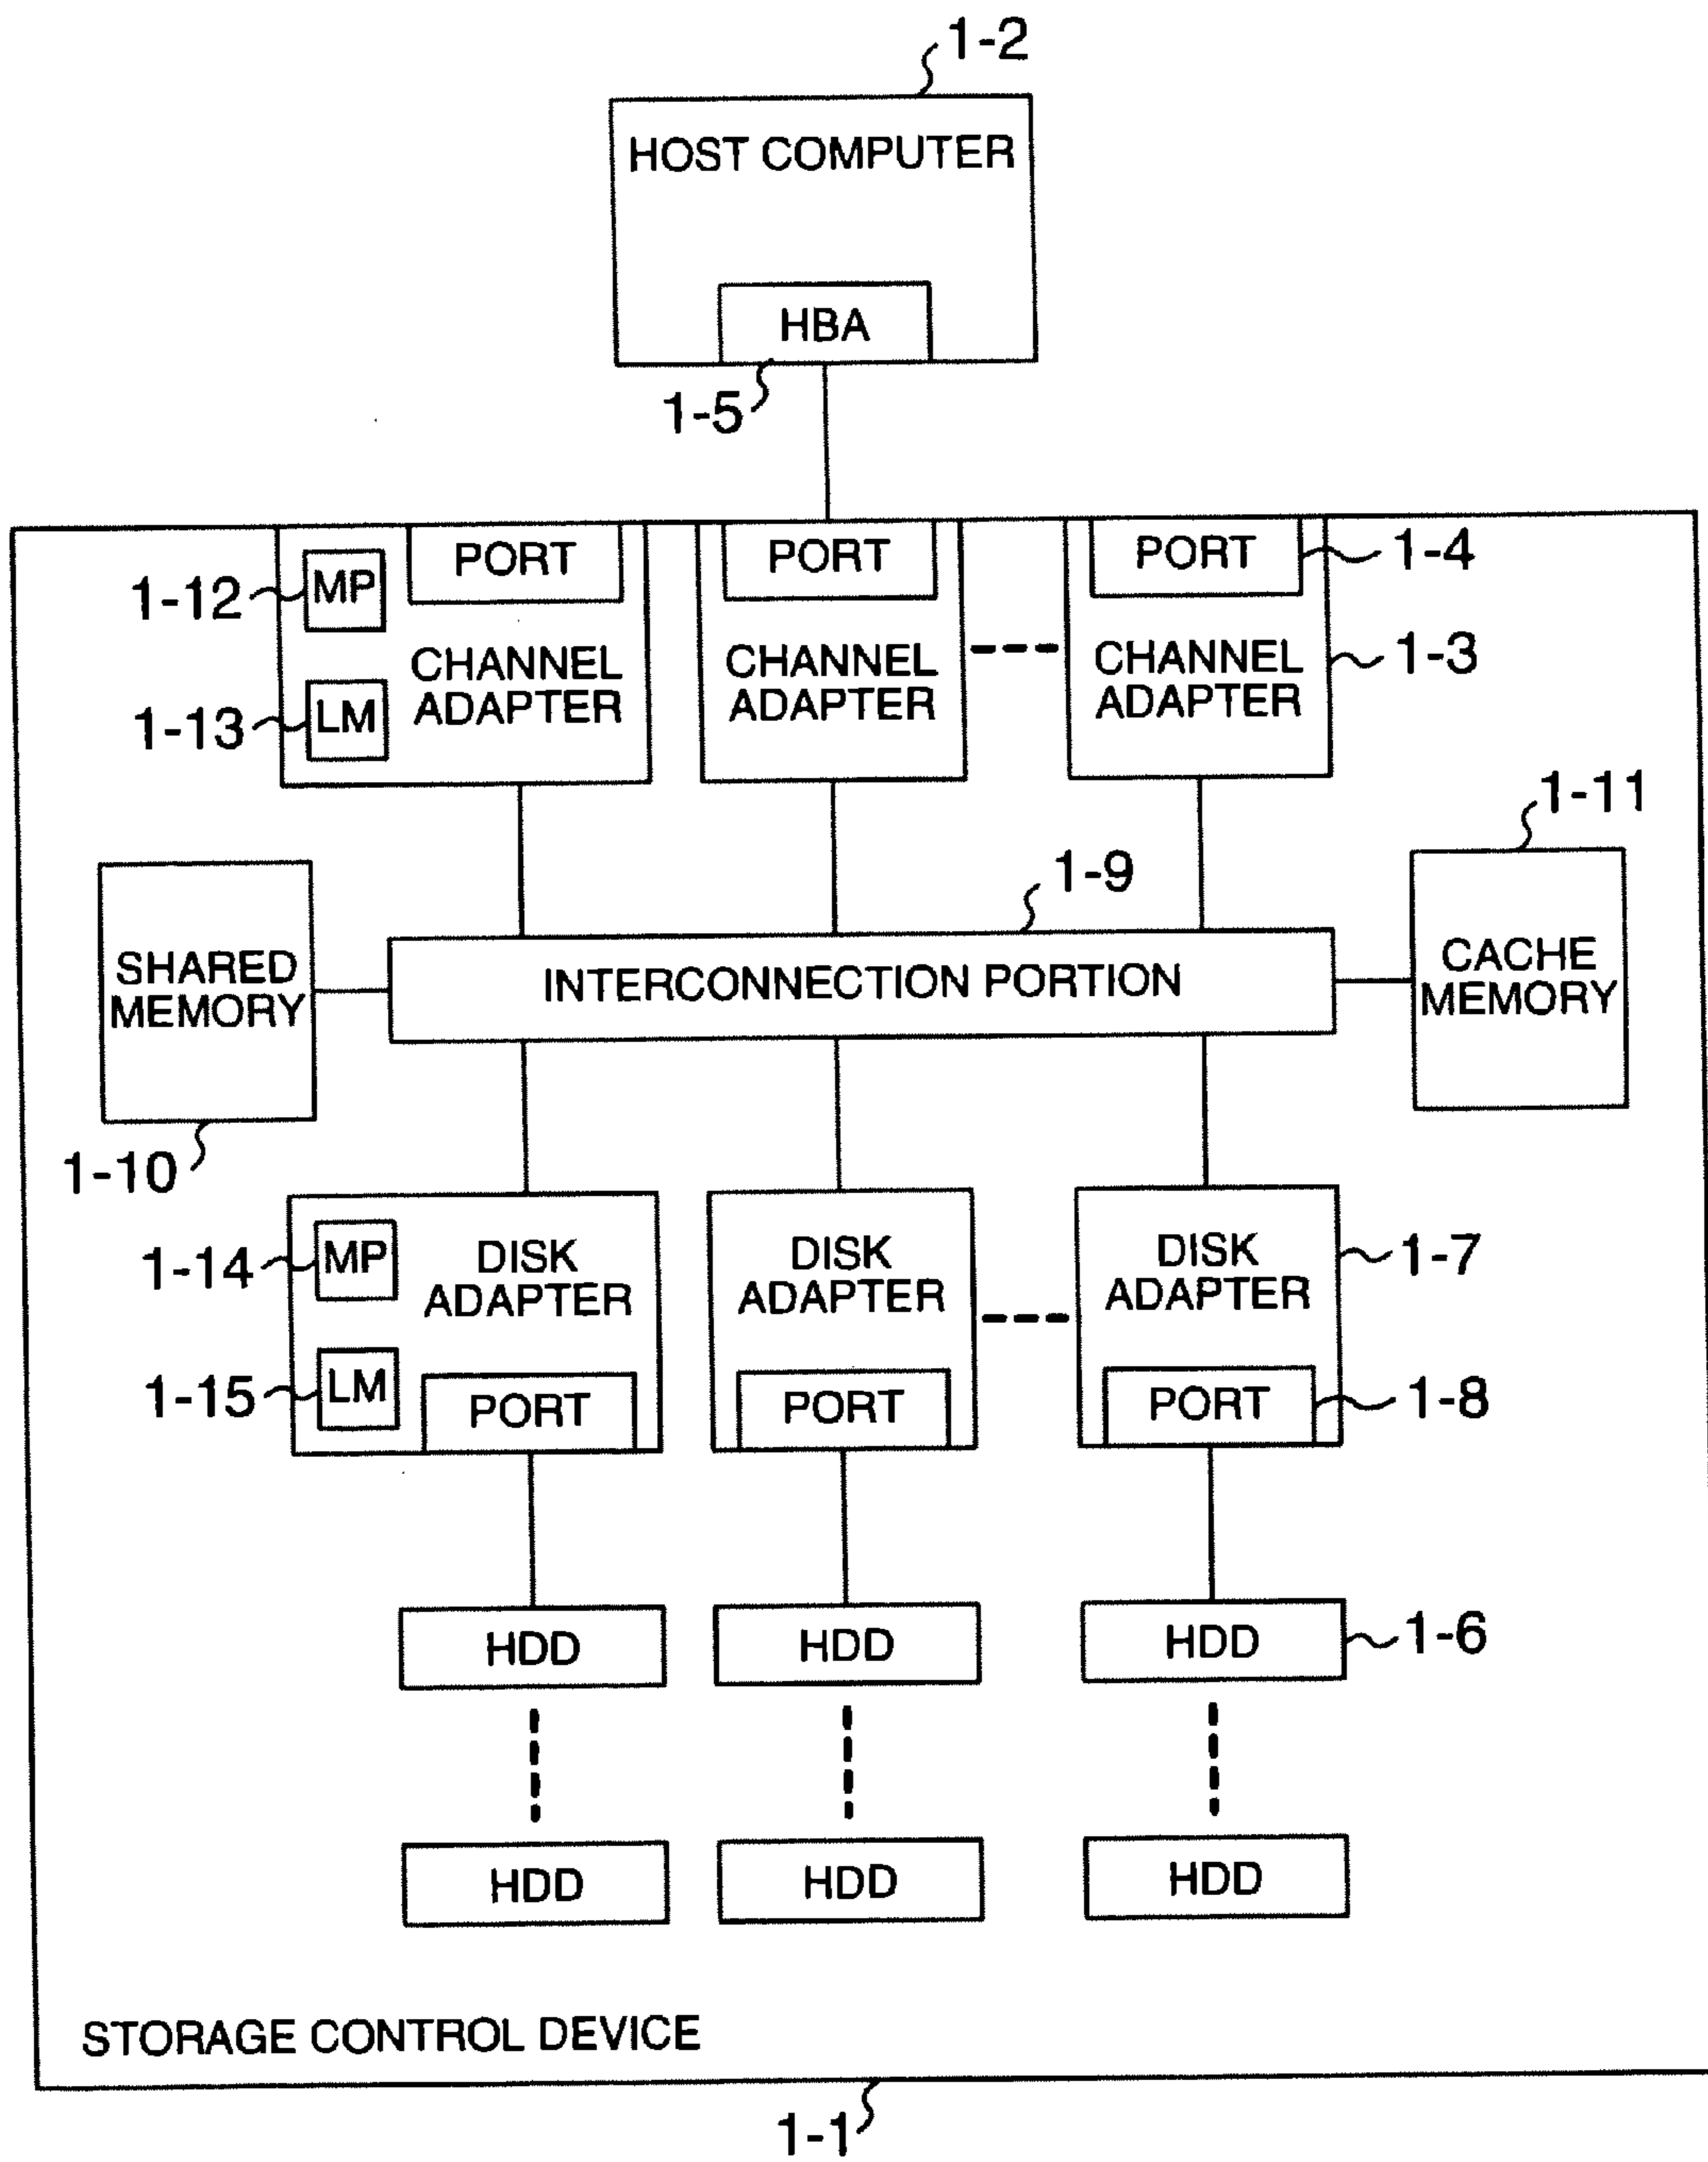 1-2
HOST COMPUTER
HBA
1-5
PORT
PORT
PORT
1-4
1-12
MP
CHANNEL
ADAPTER
CHANNEL
ADAPTER
CHANNEL
ADAPTER
1-3
1-13
LM
1-11
1-9
SHARED
MEMORY
INTERCONNECTION PORTION
CACHE
MEMORY
1-10
1-14
MP
DISK
ADAPTER
DISK
ADAPTER
DISK
ADAPTER
1-7
1-15
LM
PORT
PORT
PORT
1-8
HDD
HDD
HDD
1-6
HDD
HDD
HDD
STORAGE CONTROL DEVICE
1-1